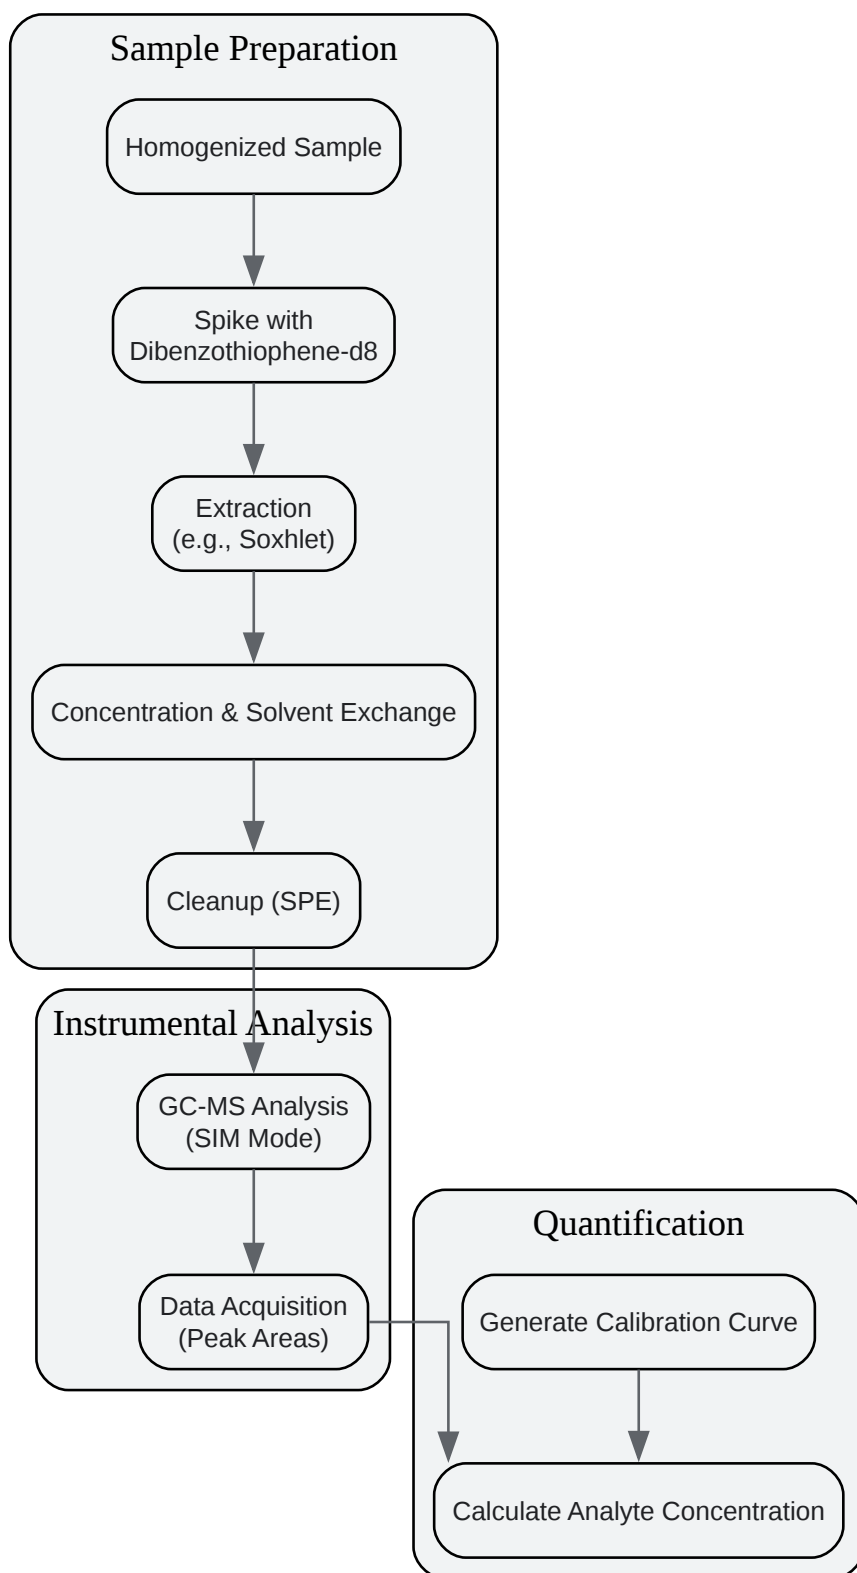 Sample Preparation
Homogenized Sample
Spike with
Dibenzothiophene-d8
Extraction
(e.g., Soxhlet)
Concentration & Solvent Exchange
Cleanup (SPE)
Instrumental Analysis
GC-MS Analysis
(SIM Mode)
Data Acquisition
(Peak Areas)
Quantification
Generate Calibration Curve
Calculate Analyte Concentration